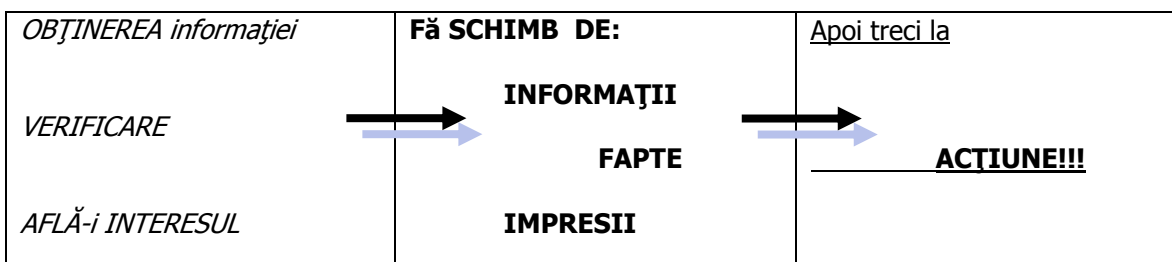 OBŢINEREA informaţiei
VERIFICARE
AFLĂ-i INTERESUL
Fă SCHIMB DE:
INFORMAŢII
FAPTE
IMPRESII
Apoi treci la
ACŢIUNE!!!